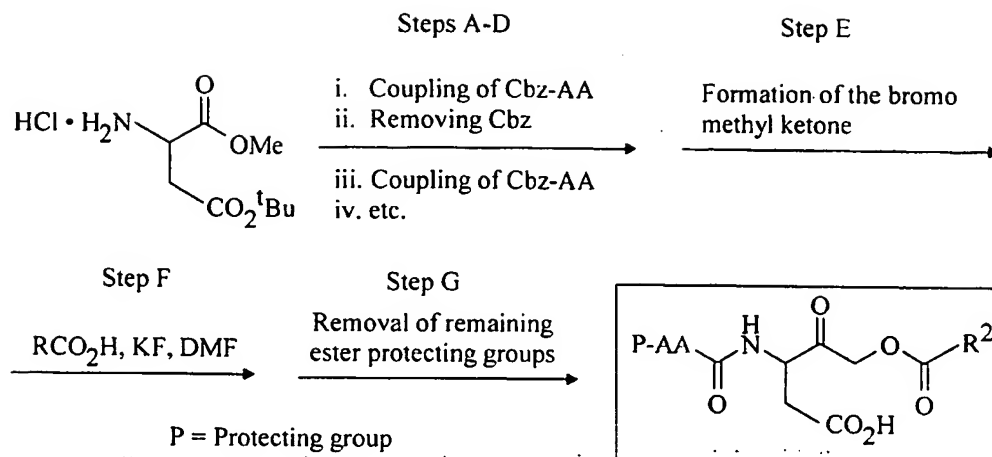 Steps A-D
Step E
HCl • H₂N
O
OMe
CO₂ᵗBu
i. Coupling of Cbz-AA
ii. Removing Cbz
iii. Coupling of Cbz-AA
iv. etc.
Formation of the bromo
methyl ketone
Step F
RCO₂H, KF, DMF
Step G
Removal of remaining
ester protecting groups
P-AA
O
H
N
O
O
O
R²
CO₂H
P = Protecting group